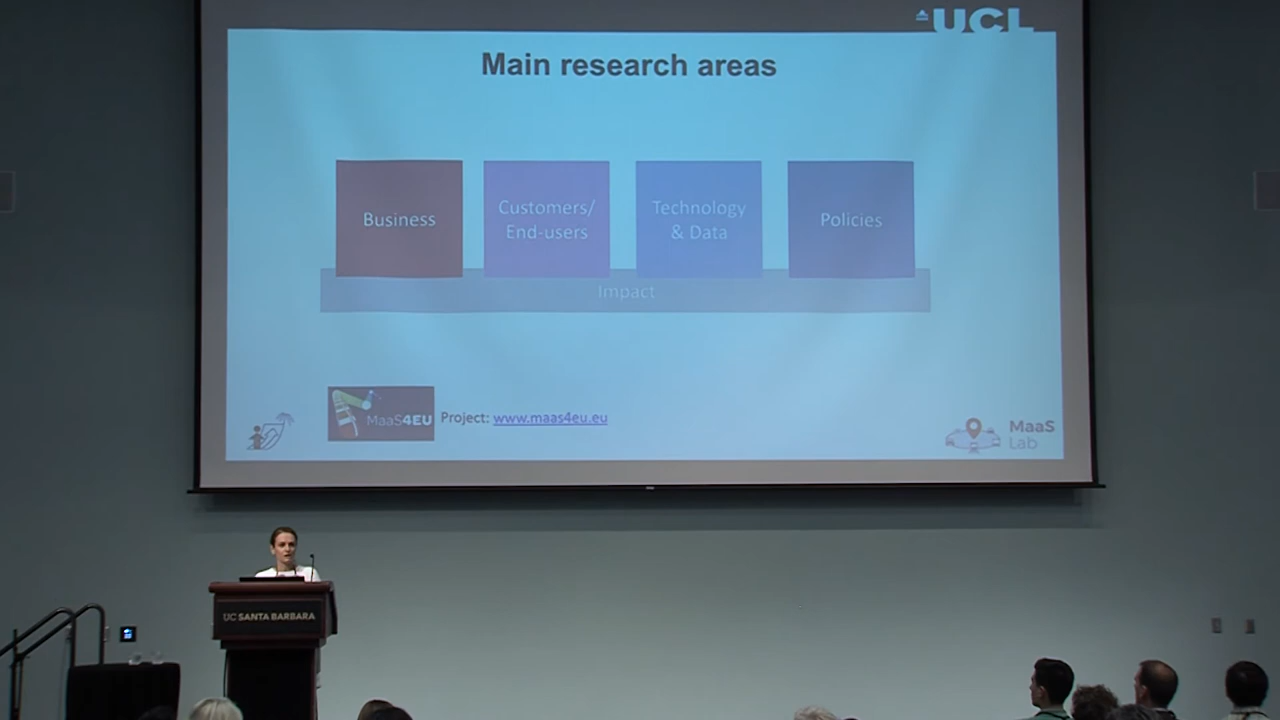 UCL
Main research areas
Business
Customers/
End-users
Technology
& Data
Policies
Impact
MaaS4EU
Project: www.maas4eu.eu
MaaS
Lab
UC SANTA BARBARA